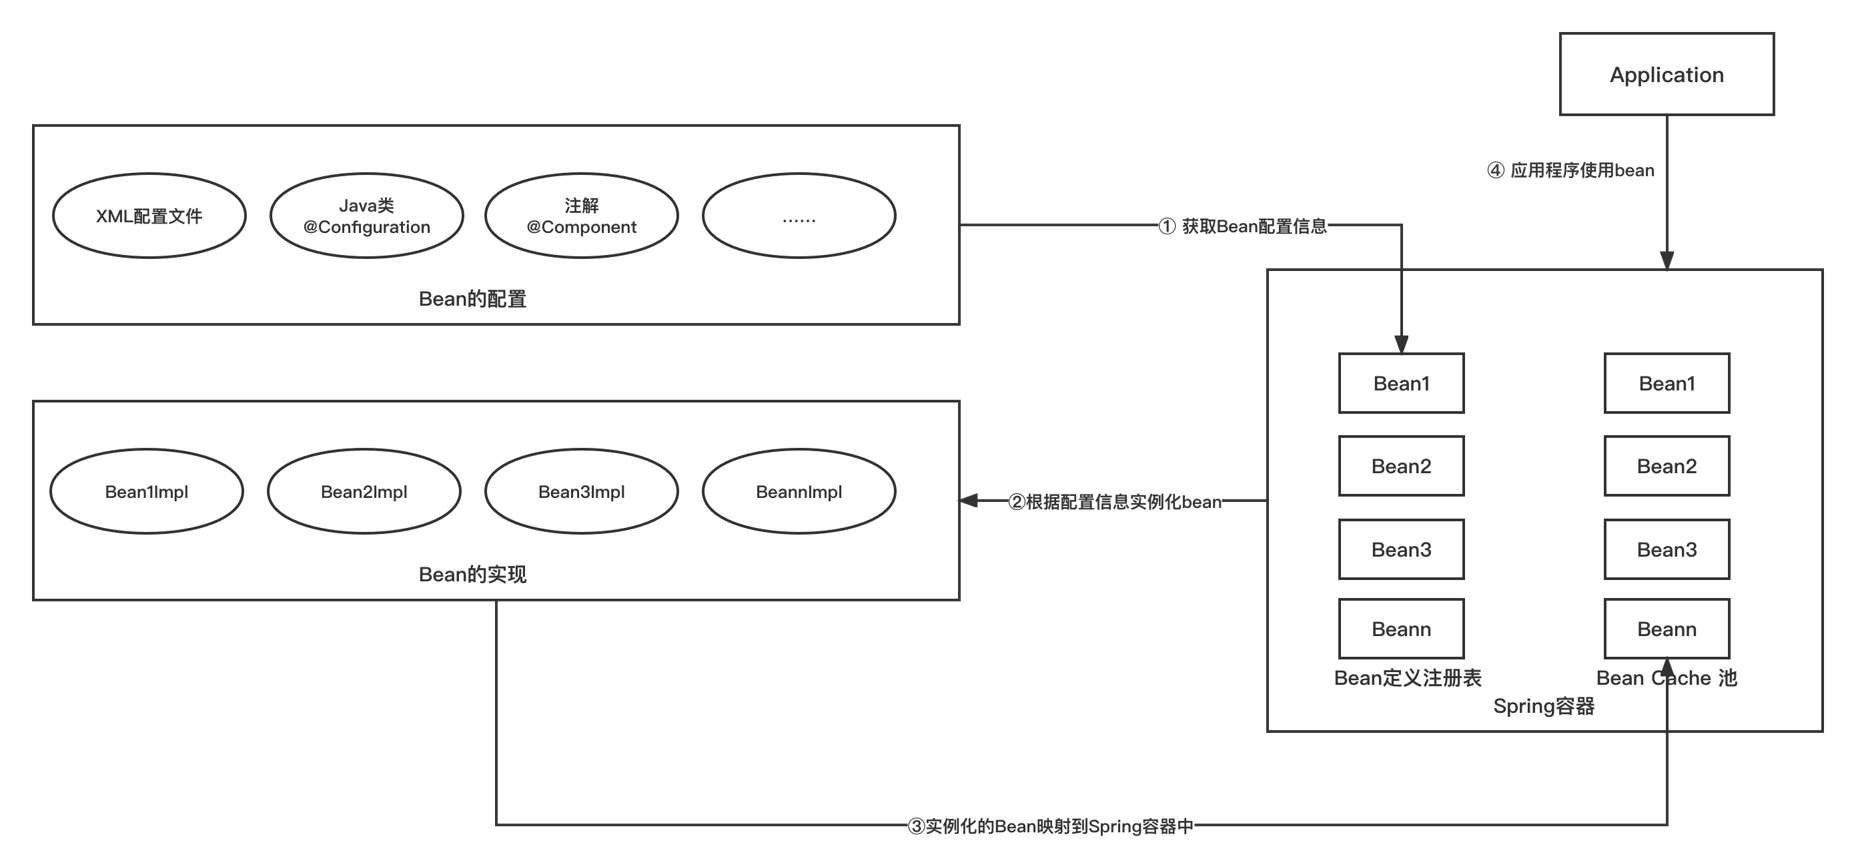 Application
④ 应用程序使用bean
XML配置文件
Java类
@Configuration
注解
@Component
......
Bean的配置
① 获取Bean配置信息
Bean1Impl
Bean2Impl
Bean3Impl
BeannImpl
Bean的实现
②根据配置信息实例化bean
Bean1
Bean2
Bean3
Beann
Bean定义注册表
Bean1
Bean2
Bean3
Beann
Bean Cache 池
Spring容器
③实例化的Bean映射到Spring容器中